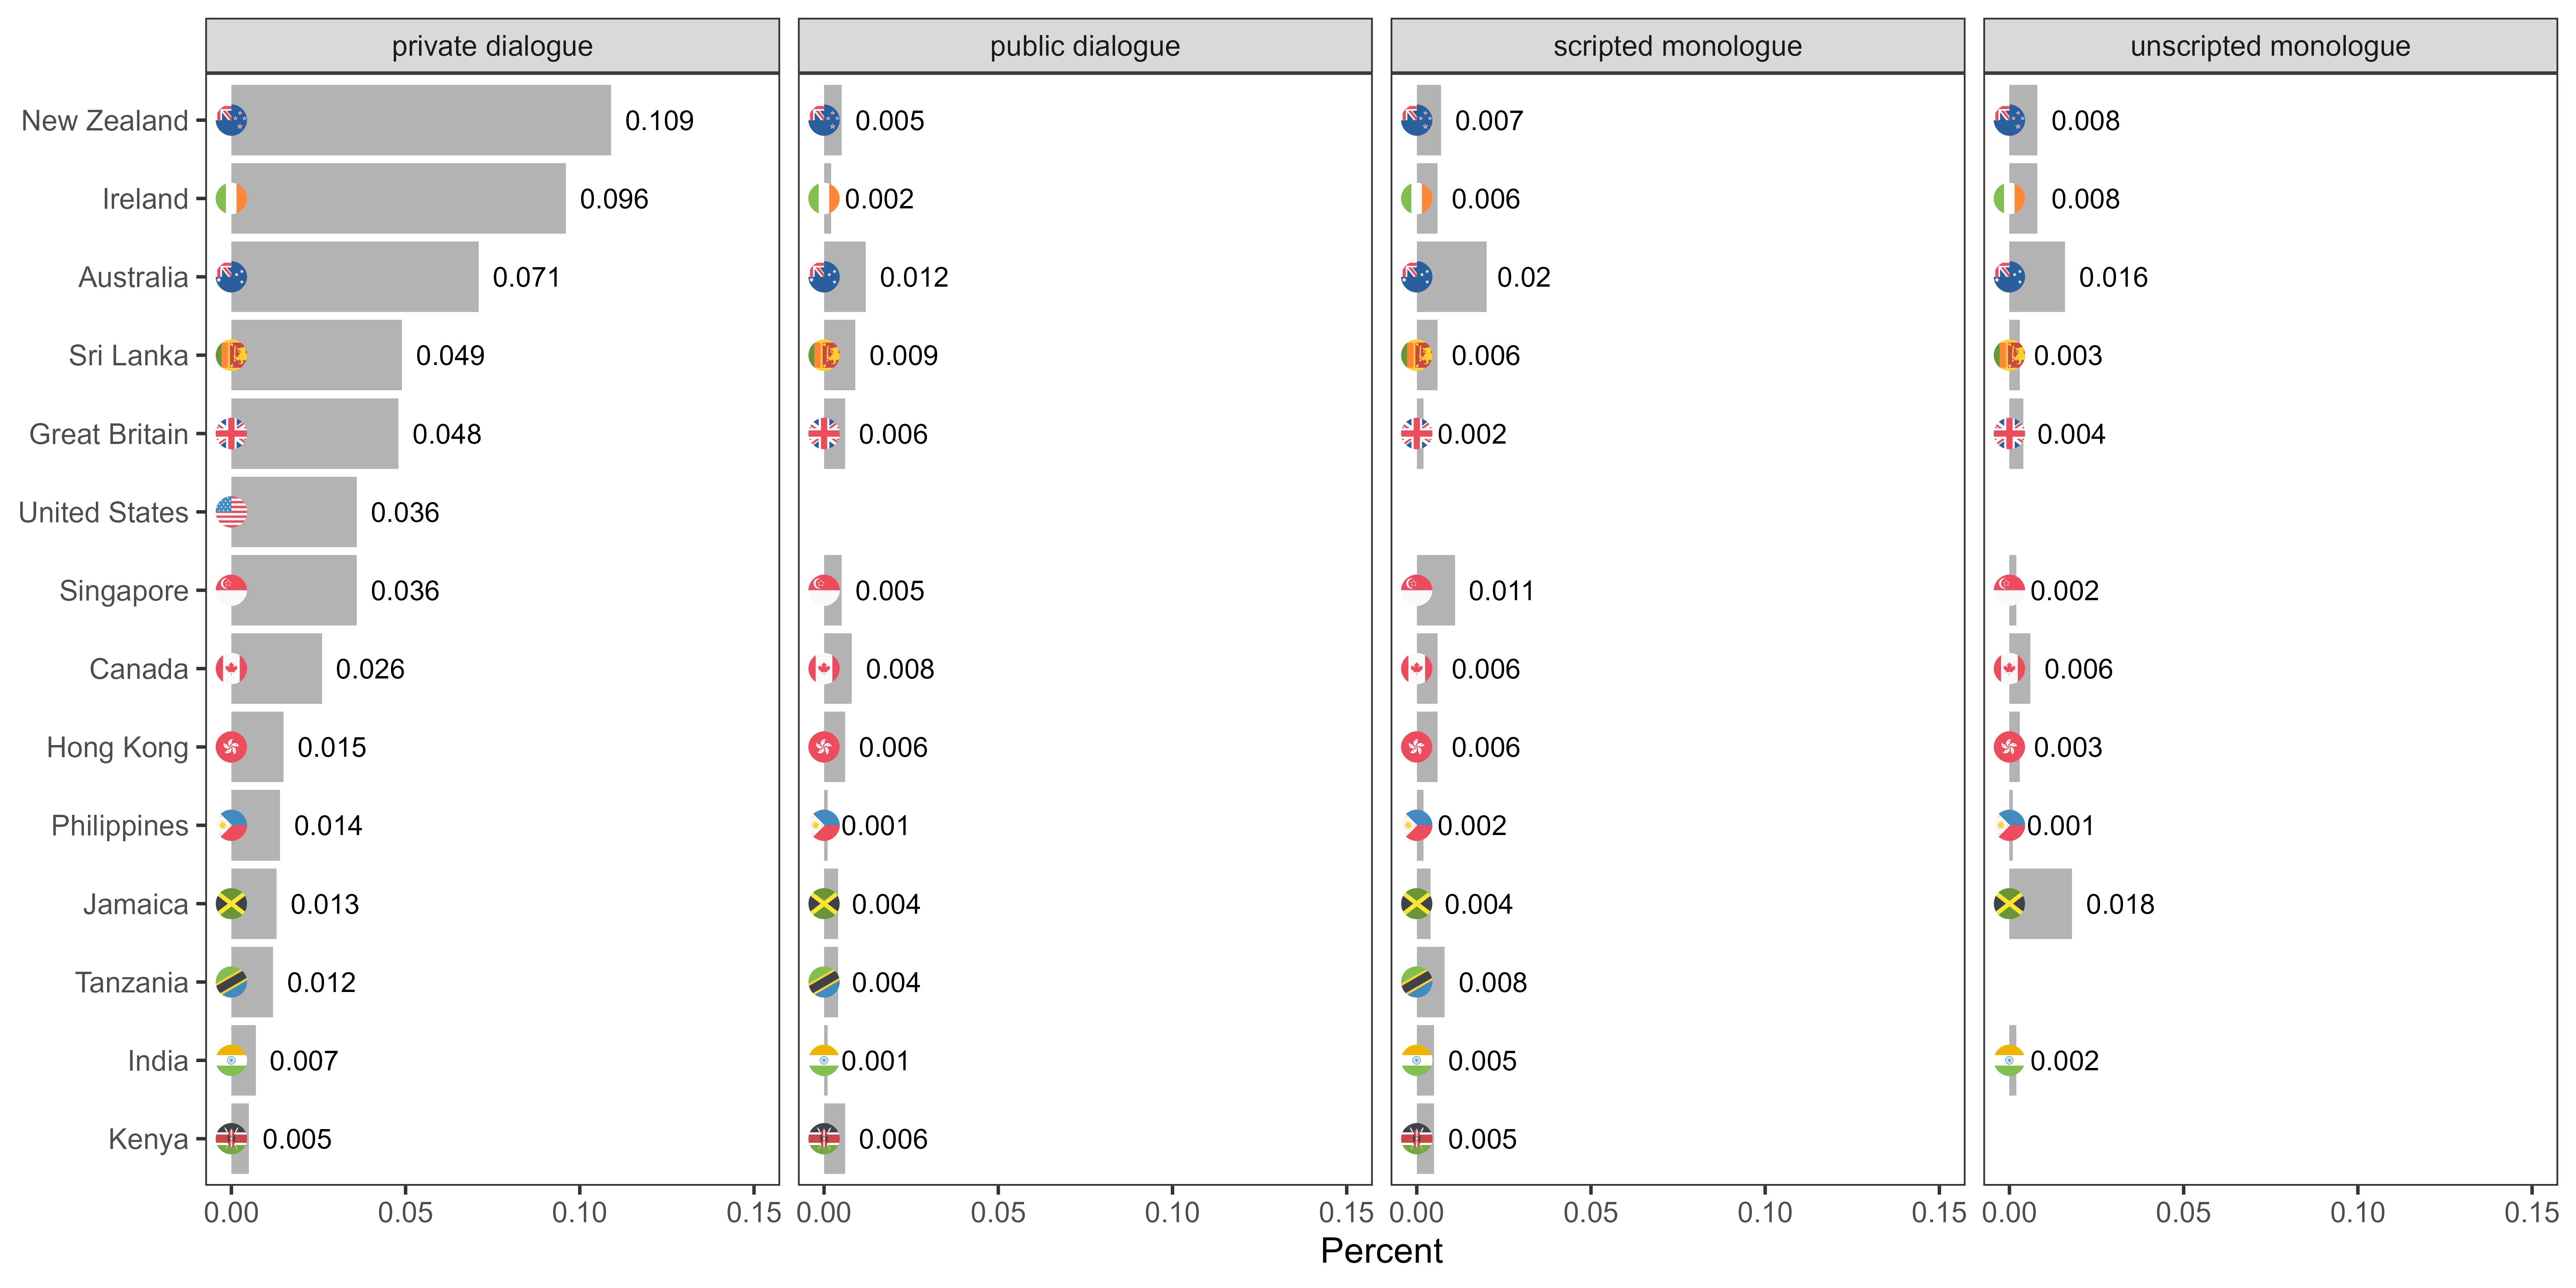 private dialogue public dialogue scripted monologue unscripted monologue
New Zealand 0.109 0.005 0.007 0.008
Ireland 0.096 0.002 0.006 0.008
Australia 0.071 0.012 0.02 0.016
Sri Lanka 0.049 0.009 0.006 0.003
Great Britain 0.048 0.006 0.002 0.004
United States 0.036
Singapore 0.036 0.005 0.011 0.002
Canada 0.026 0.008 0.006 0.006
Hong Kong 0.015 0.006 0.006 0.003
Philippines 0.014 0.001 0.002 0.001
Jamaica 0.013 0.004 0.004 0.018
Tanzania 0.012 0.004 0.008
India 0.007 0.001 0.005 0.002
Kenya 0.005 0.006 0.005
0.00 0.05 0.10 0.15 0.00 0.05 0.10 0.15 0.00 0.05 0.10 0.15 0.00 0.05 0.10 0.15
Percent